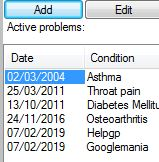 Add Edit
Active problems:
Date Condition
02/03/2004 Asthma
25/03/2011 Throat pain
13/10/2011 Diabetes Mellitu
24/11/2016 Osteoarthritis
07/02/2019 Helpgp
07/02/2019 Googlemania